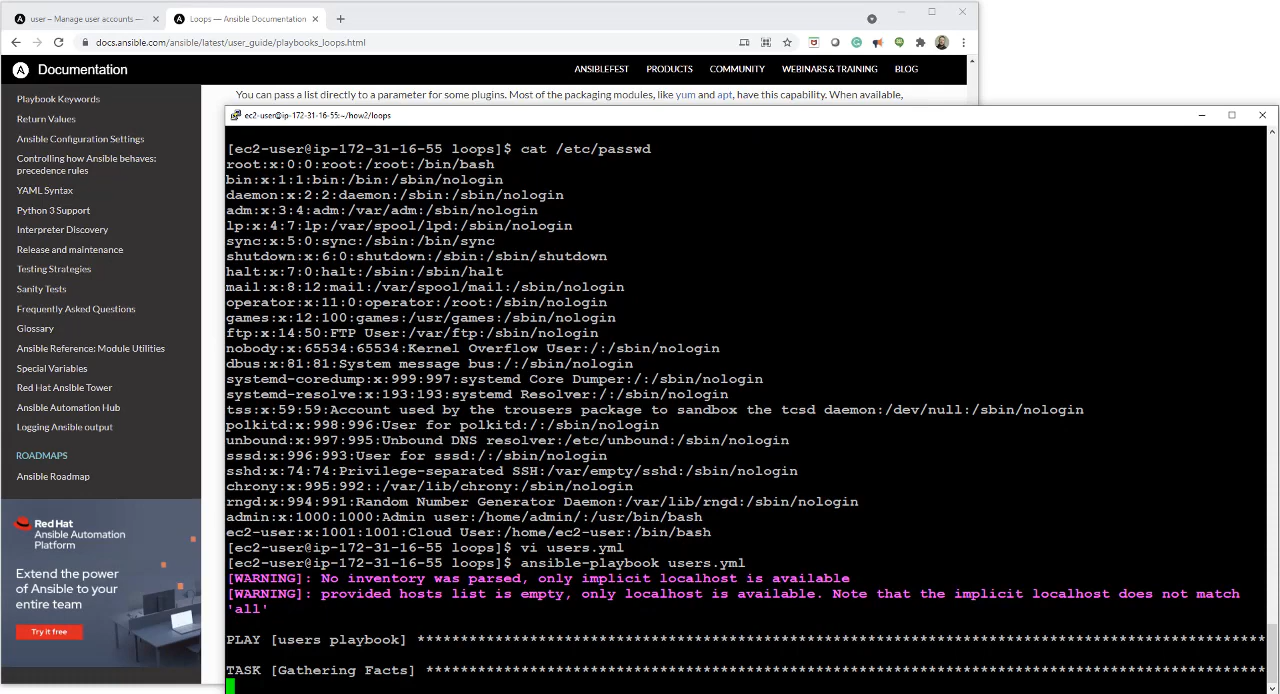 user – Manage user accounts —
Loops — Ansible Documentation
docs.ansible.com/ansible/latest/user_guide/playbooks_loops.html
Documentation
ANSIBLEFEST PRODUCTS COMMUNITY WEBINARS & TRAINING BLOG
Playbook Keywords
Return Values
Ansible Configuration Settings
Controlling how Ansible behaves:
precedence rules
YAML Syntax
Python 3 Support
Interpreter Discovery
Release and maintenance
Testing Strategies
Sanity Tests
Frequently Asked Questions
Glossary
Ansible Reference: Module Utilities
Special Variables
Red Hat Ansible Tower
Ansible Automation Hub
Logging Ansible output
ROADMAPS
Ansible Roadmap
Red Hat
Ansible Automation
Platform
Extend the power
of Ansible to your
entire team
Try it free
You can pass a list directly to a parameter for some plugins. Most of the packaging modules, like yum and apt, have this capability. When available,
ec2-user@ip-172-31-16-55:~/how2/loops
[ec2-user@ip-172-31-16-55 loops]$ cat /etc/passwd
root:x:0:0:root:/root:/bin/bash
bin:x:1:1:bin:/bin:/sbin/nologin
daemon:x:2:2:daemon:/sbin:/sbin/nologin
adm:x:3:4:adm:/var/adm:/sbin/nologin
lp:x:4:7:lp:/var/spool/lpd:/sbin/nologin
sync:x:5:0:sync:/sbin:/bin/sync
shutdown:x:6:0:shutdown:/sbin:/sbin/shutdown
halt:x:7:0:halt:/sbin:/sbin/halt
mail:x:8:12:mail:/var/spool/mail:/sbin/nologin
operator:x:11:0:operator:/root:/sbin/nologin
games:x:12:100:games:/usr/games:/sbin/nologin
ftp:x:14:50:FTP User:/var/ftp:/sbin/nologin
nobody:x:65534:65534:Kernel Overflow User:/:/sbin/nologin
dbus:x:81:81:System message bus:/:/sbin/nologin
systemd-coredump:x:999:997:systemd Core Dumper:/:/sbin/nologin
systemd-resolve:x:193:193:systemd Resolver:/:/sbin/nologin
tss:x:59:59:Account used by the trousers package to sandbox the tcsd daemon:/dev/null:/sbin/nologin
polkitd:x:998:996:User for polkitd:/:/sbin/nologin
unbound:x:997:995:Unbound DNS resolver:/etc/unbound:/sbin/nologin
sssd:x:996:993:User for sssd:/:/sbin/nologin
sshd:x:74:74:Privilege-separated SSH:/var/empty/sshd:/sbin/nologin
chrony:x:995:992::/var/lib/chrony:/sbin/nologin
rngd:x:994:991:Random Number Generator Daemon:/var/lib/rngd:/sbin/nologin
admin:x:1000:1000:Admin user:/home/admin/:/usr/bin/bash
ec2-user:x:1001:1001:Cloud User:/home/ec2-user:/bin/bash
[ec2-user@ip-172-31-16-55 loops]$ vi users.yml
[ec2-user@ip-172-31-16-55 loops]$ ansible-playbook users.yml
[WARNING]: No inventory was parsed, only implicit localhost is available
[WARNING]: provided hosts list is empty, only localhost is available. Note that the implicit localhost does not match
'all'
PLAY [users playbook] **************************************************************************************************
TASK [Gathering Facts] *************************************************************************************************